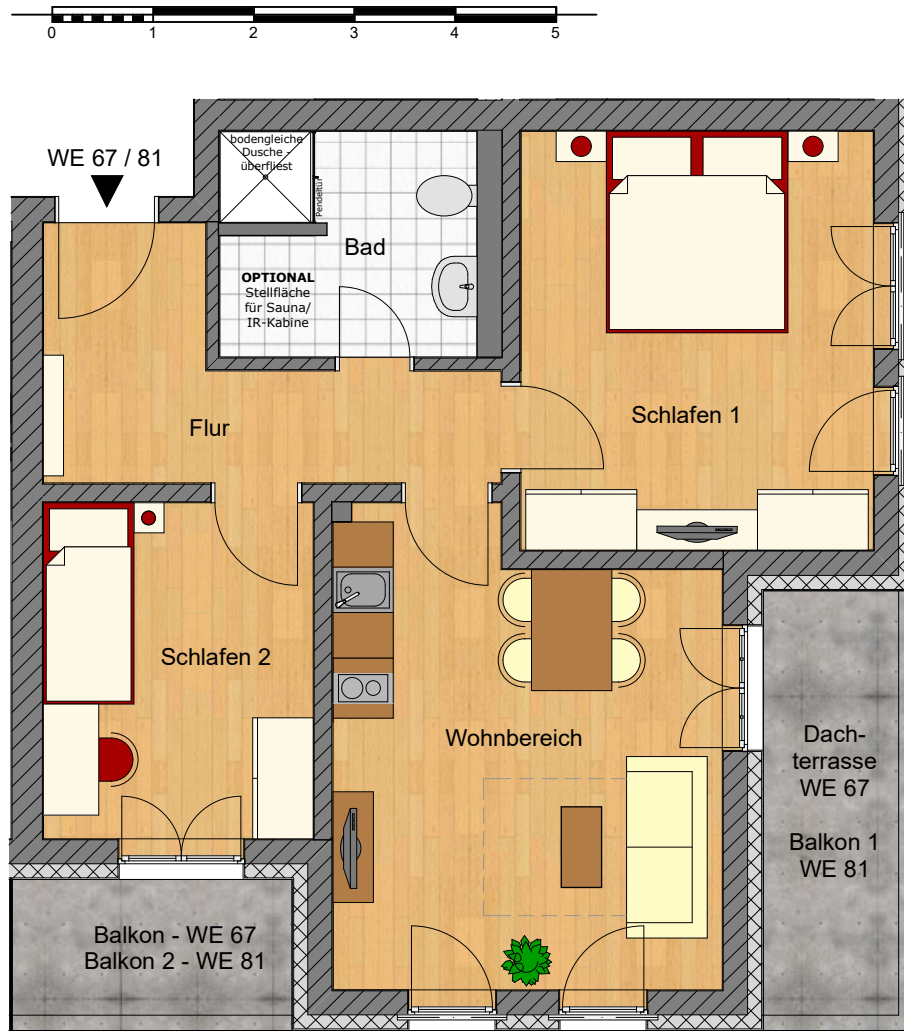 0 1 2 3 4 5
WE 67 / 81
bodengleiche
Dusche -
überfliest
Pendeltür
Bad
OPTIONAL
Stellfläche
für Sauna/
IR-Kabine
Flur
Schlafen 1
Schlafen 2
Wohnbereich
Dach-
terrasse
WE 67
Balkon 1
WE 81
Balkon - WE 67
Balkon 2 - WE 81